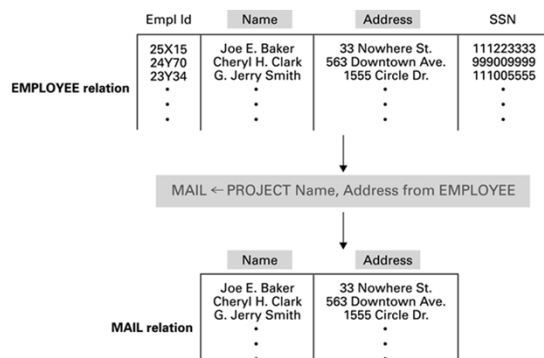 Empl Id Name Address SSN
25X15 Joe E. Baker 33 Nowhere St. 111223333
24Y70 Cheryl H. Clark 563 Downtown Ave. 999009999
23Y34 G. Jerry Smith 1555 Circle Dr. 111005555
EMPLOYEE relation
MAIL ← PROJECT Name, Address from EMPLOYEE
Name Address
Joe E. Baker 33 Nowhere St.
Cheryl H. Clark 563 Downtown Ave.
G. Jerry Smith 1555 Circle Dr.
MAIL relation